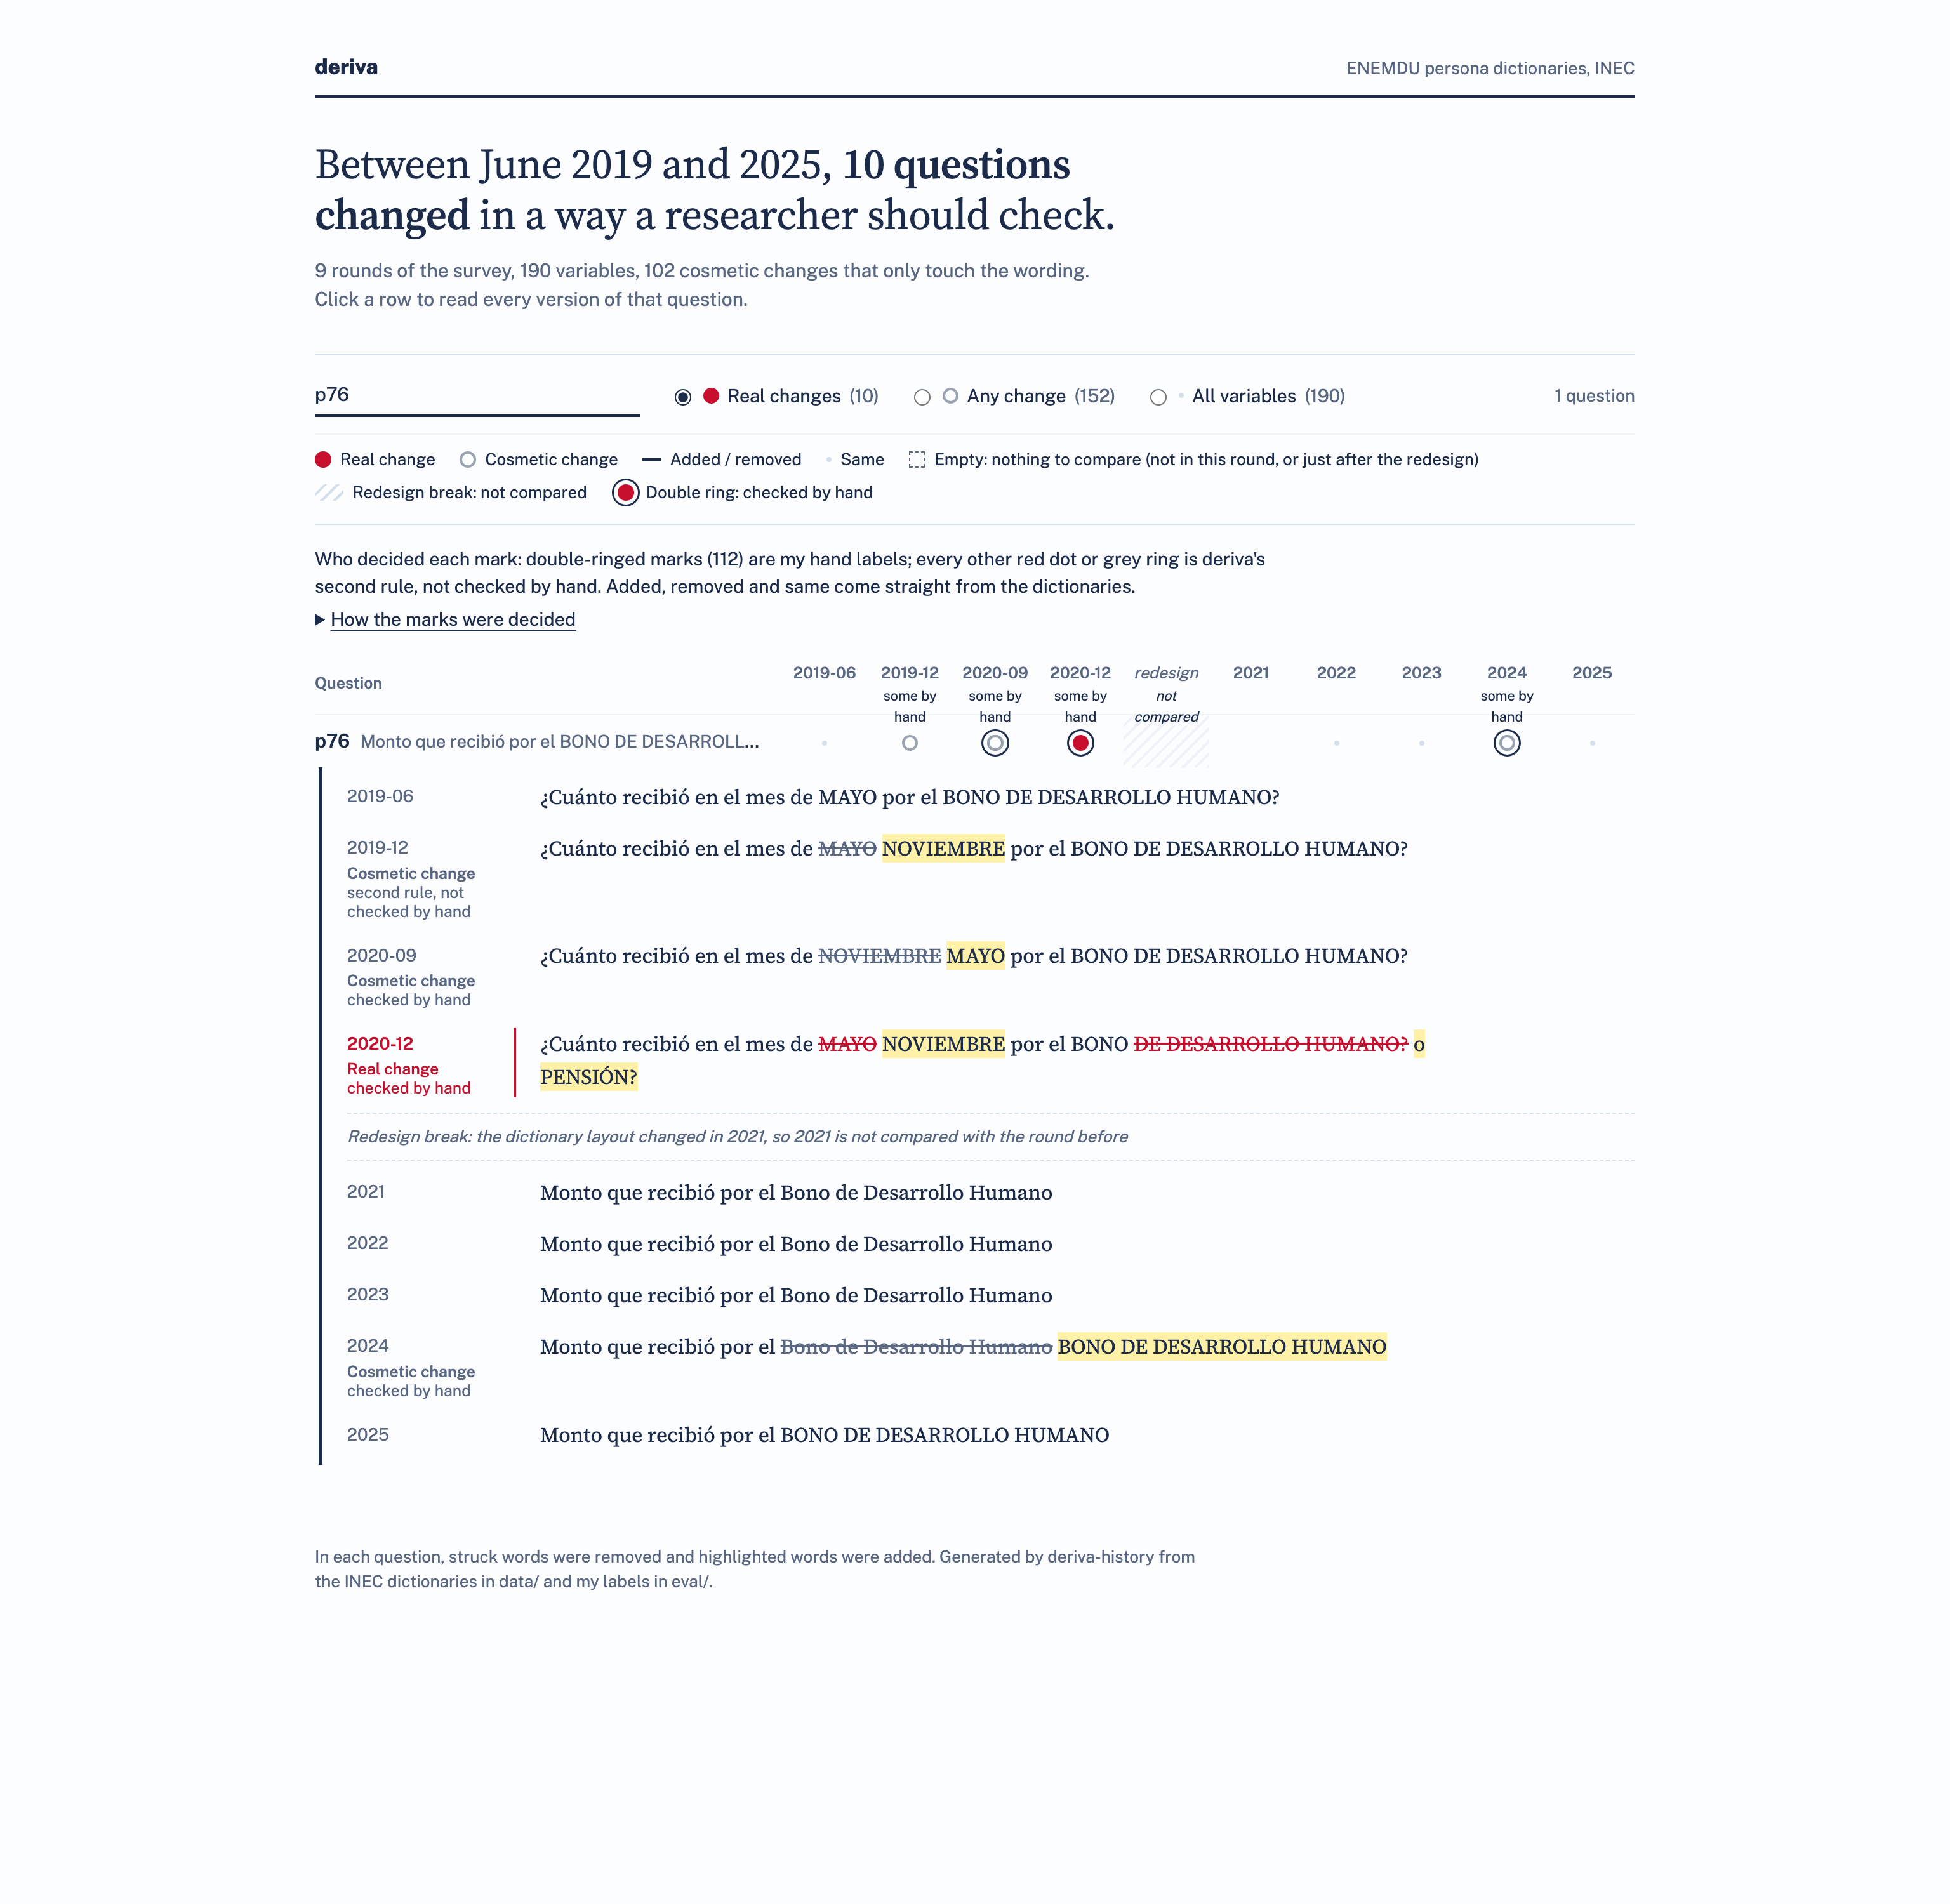 deriva
ENEMDU persona dictionaries, INEC
Between June 2019 and 2025, 10 questions
changed in a way a researcher should check.
9 rounds of the survey, 190 variables, 102 cosmetic changes that only touch the wording.
Click a row to read every version of that question.
p76
Real changes (10)
Any change (152)
All variables (190)
1 question
Real change
Cosmetic change
Added / removed
Same
Empty: nothing to compare (not in this round, or just after the redesign)
Redesign break: not compared
Double ring: checked by hand
Who decided each mark: double-ringed marks (112) are my hand labels; every other red dot or grey ring is deriva's
second rule, not checked by hand. Added, removed and same come straight from the dictionaries.
How the marks were decided
Question
2019-06
2019-12
some by
hand
2020-09
some by
hand
2020-12
some by
hand
redesign
not
compared
2021
2022
2023
2024
some by
hand
2025
p76 Monto que recibió por el BONO DE DESARROLL...
2019-06
¿Cuánto recibió en el mes de MAYO por el BONO DE DESARROLLO HUMANO?
2019-12
Cosmetic change
second rule, not
checked by hand
¿Cuánto recibió en el mes de MAYO NOVIEMBRE por el BONO DE DESARROLLO HUMANO?
2020-09
Cosmetic change
checked by hand
¿Cuánto recibió en el mes de NOVIEMBRE MAYO por el BONO DE DESARROLLO HUMANO?
2020-12
Real change
checked by hand
¿Cuánto recibió en el mes de MAYO NOVIEMBRE por el BONO DE DESARROLLO HUMANO? o
PENSIÓN?
Redesign break: the dictionary layout changed in 2021, so 2021 is not compared with the round before
2021
Monto que recibió por el Bono de Desarrollo Humano
2022
Monto que recibió por el Bono de Desarrollo Humano
2023
Monto que recibió por el Bono de Desarrollo Humano
2024
Cosmetic change
checked by hand
Monto que recibió por el Bono de Desarrollo Humano BONO DE DESARROLLO HUMANO
2025
Monto que recibió por el BONO DE DESARROLLO HUMANO
In each question, struck words were removed and highlighted words were added. Generated by deriva-history from
the INEC dictionaries in data/ and my labels in eval/.